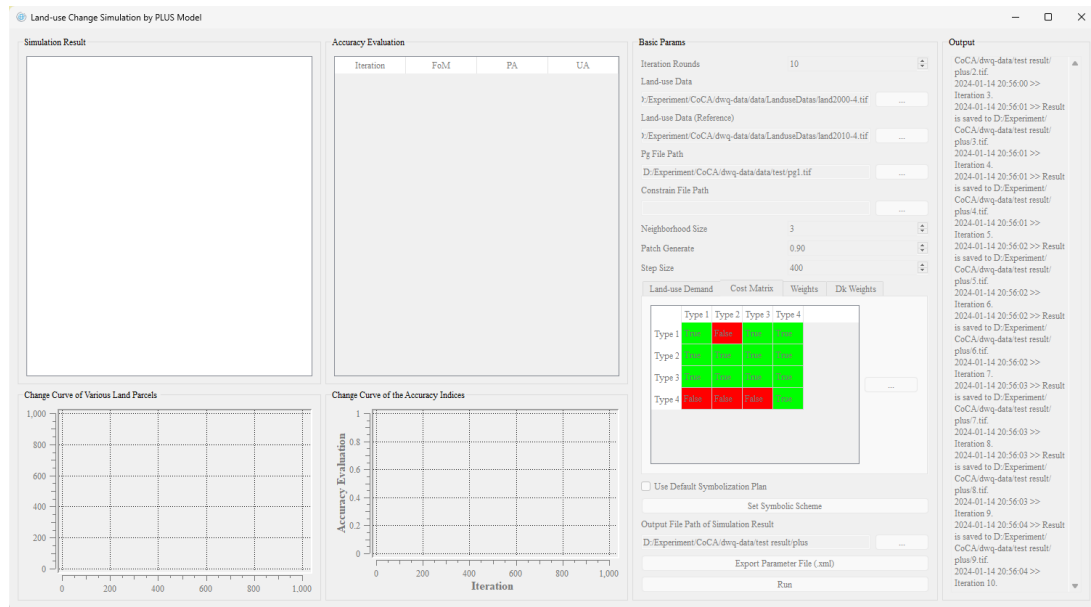 Land-use Change Simulation by PLUS Model
Simulation Result
Accuracy Evaluation
Iteration FoM PA UA
Change Curve of Various Land Parcels
1,000
800
600
400
200
0
0 200 400 600 800 1,000
Change Curve of the Accuracy Indices
Accuracy Evaluation
1
0.8
0.6
0.4
0.2
0
0 200 400 600 800 1,000
Iteration
Basic Params
Iteration Rounds 10
Land-use Data
):/Experiment/CoCA/dwq-data/data/LanduseDatas/land2000-4.tif ...
Land-use Data (Reference)
):/Experiment/CoCA/dwq-data/data/LanduseDatas/land2010-4.tif ...
Pg File Path
D:/Experiment/CoCA/dwq-data/data/test/pg1.tif ...
Constrain File Path
...
Neighborhood Size 3
Patch Generate 0.90
Step Size 400
Land-use Demand Cost Matrix Weights Dk Weights
Type 1 Type 2 Type 3 Type 4
Type 1 True False True True
Type 2 True True True True
Type 3 True True True True
Type 4 False False False True
...
Use Default Symbolization Plan
Set Symbolic Scheme
Output File Path of Simulation Result
D:/Experiment/CoCA/dwq-data/test result/plus ...
Export Parameter File (.xml)
Run
Output
CoCA/dwq-data/test result/
plus/2.tif.
2024-01-14 20:56:00 >>
Iteration 3.
2024-01-14 20:56:01 >> Result
is saved to D:/Experiment/
CoCA/dwq-data/test result/
plus/3.tif.
2024-01-14 20:56:01 >>
Iteration 4.
2024-01-14 20:56:01 >> Result
is saved to D:/Experiment/
CoCA/dwq-data/test result/
plus/4.tif.
2024-01-14 20:56:01 >>
Iteration 5.
2024-01-14 20:56:02 >> Result
is saved to D:/Experiment/
CoCA/dwq-data/test result/
plus/5.tif.
2024-01-14 20:56:02 >>
Iteration 6.
2024-01-14 20:56:02 >> Result
is saved to D:/Experiment/
CoCA/dwq-data/test result/
plus/6.tif.
2024-01-14 20:56:02 >>
Iteration 7.
2024-01-14 20:56:03 >> Result
is saved to D:/Experiment/
CoCA/dwq-data/test result/
plus/7.tif.
2024-01-14 20:56:03 >>
Iteration 8.
2024-01-14 20:56:03 >> Result
is saved to D:/Experiment/
CoCA/dwq-data/test result/
plus/8.tif.
2024-01-14 20:56:03 >>
Iteration 9.
2024-01-14 20:56:04 >> Result
is saved to D:/Experiment/
CoCA/dwq-data/test result/
plus/9.tif.
2024-01-14 20:56:04 >>
Iteration 10.